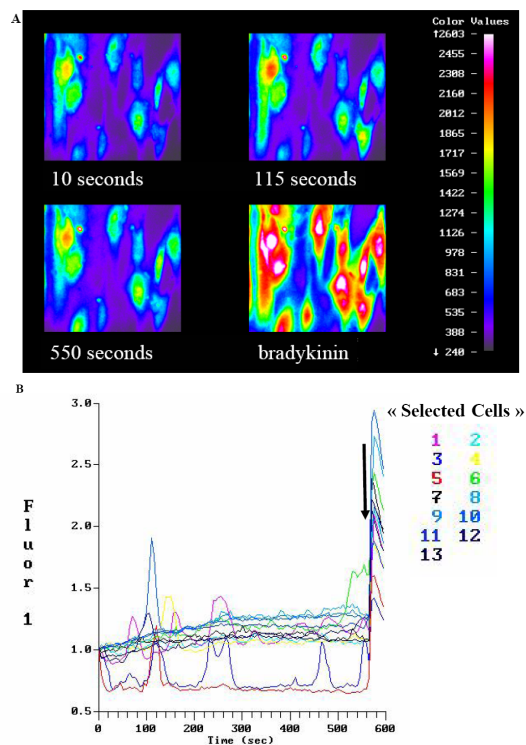 A
Color Values
↑2603
2455
2308
2160
2012
1865
1717
1569
1422
1274
1126
978
831
683
535
388
↓ 240
10 seconds
115 seconds
550 seconds
bradykinin
B
« Selected Cells »
1 2
3 4
5 6
7 8
9 10
11 12
13
Fluor 1
3.0
2.5
2.0
1.5
1.0
0.5
0 100 200 300 400 500 600
Time (sec)